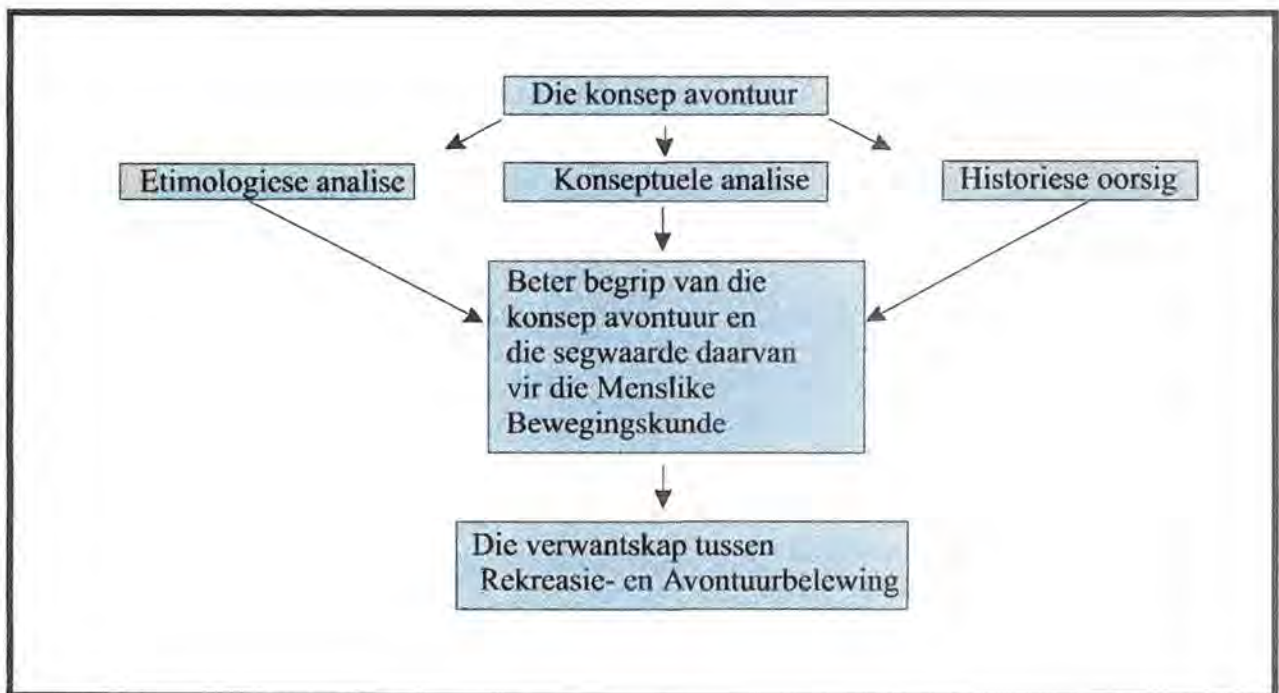 Die konsep avontuur
Etimologiese analise
Konseptuele analise
Historiese oorsig
Beter begrip van die
konsep avontuur en
die segwaarde daarvan
vir die Menslike
Bewegingskunde
Die verwantskap tussen
Rekreasie- en Avontuurbelewing